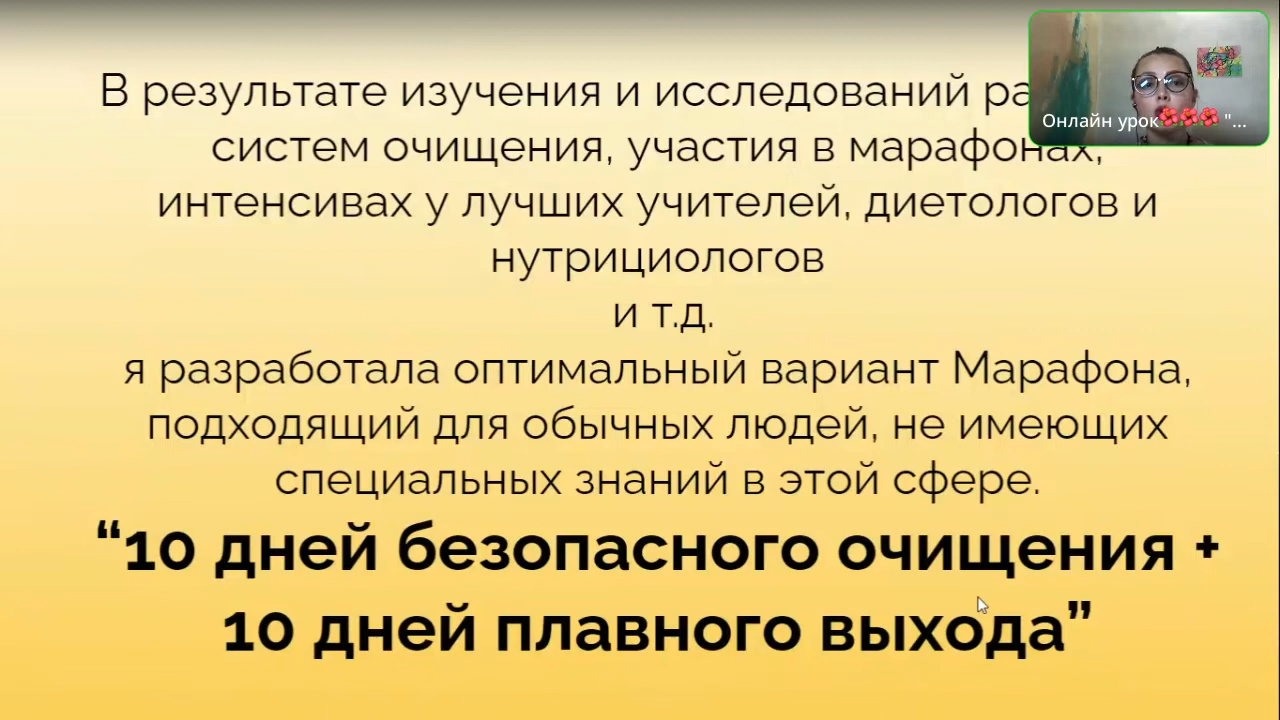 В результате изучения и исследований
систем очищения, участия в марафонах,
интенсивах у лучших учителей, диетологов и
нутрициологов
и т.д.
я разработала оптимальный вариант Марафона,
подходящий для обычных людей, не имеющих
специальных знаний в этой сфере.
“10 дней безопасного очищения +
10 дней плавного выхода”
Онлайн урок🌺🌺🌺 "...